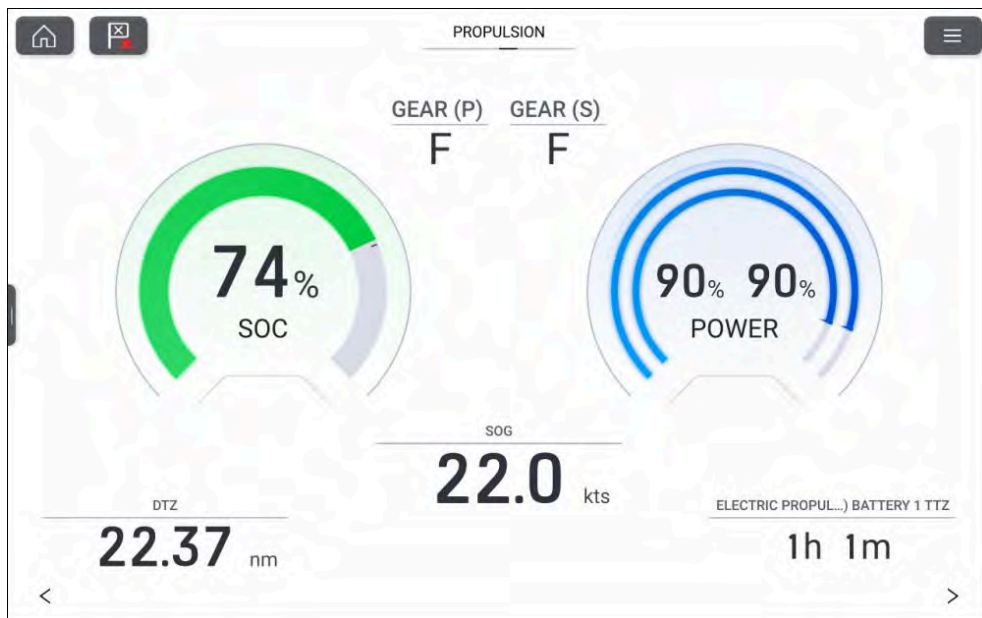 PROPULSION
GEAR (P) GEAR (S)
F F
74%
SOC
90% 90%
POWER
SOG
22.0 kts
DTZ
22.37 nm
ELECTRIC PROPUL...) BATTERY 1 TTZ
1h 1m